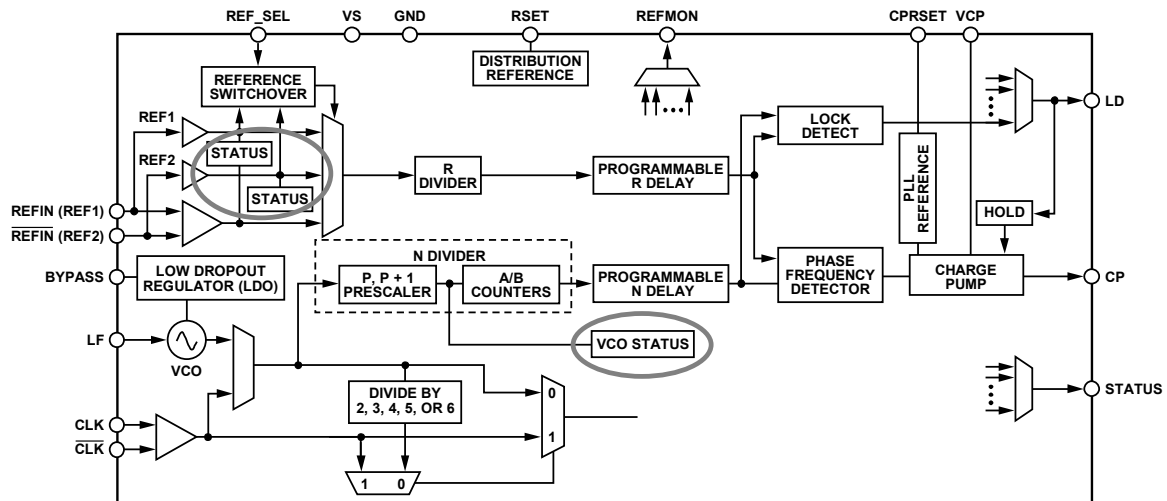 REF_SEL
VS
GND
RSET
REFMON
CPRSET
VCP
DISTRIBUTION
REFERENCE
REFERENCE
SWITCHOVER
REF1
STATUS
REF2
STATUS
R
DIVIDER
PROGRAMMABLE
R DELAY
LOCK
DETECT
PLL
REFERENCE
LD
HOLD
REFIN (REF1)
REFIN (REF2)
BYPASS
LOW DROPOUT
REGULATOR (LDO)
N DIVIDER
P, P + 1
PRESCALER
A/B
COUNTERS
PROGRAMMABLE
N DELAY
PHASE
FREQUENCY
DETECTOR
CHARGE
PUMP
CP
LF
VCO
VCO STATUS
DIVIDE BY
2, 3, 4, 5, OR 6
0
1
STATUS
CLK
CLK
1 0